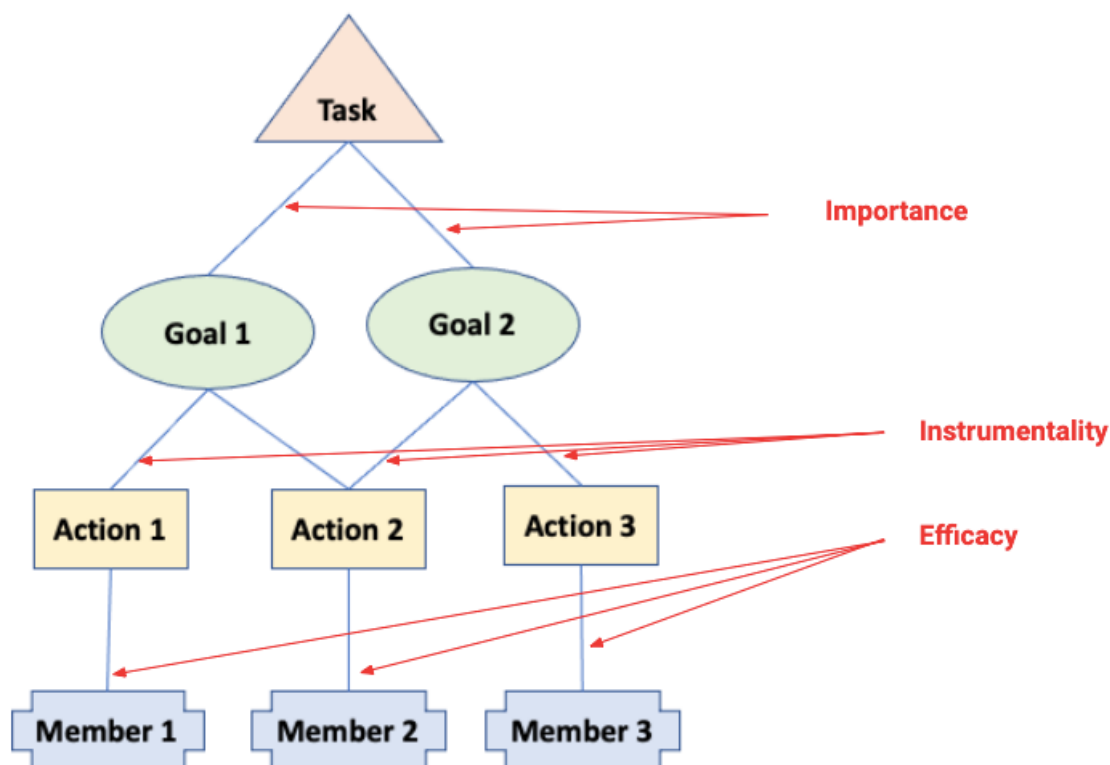 Task
Importance
Goal 1
Goal 2
Instrumentality
Action 1
Action 2
Action 3
Efficacy
Member 1
Member 2
Member 3